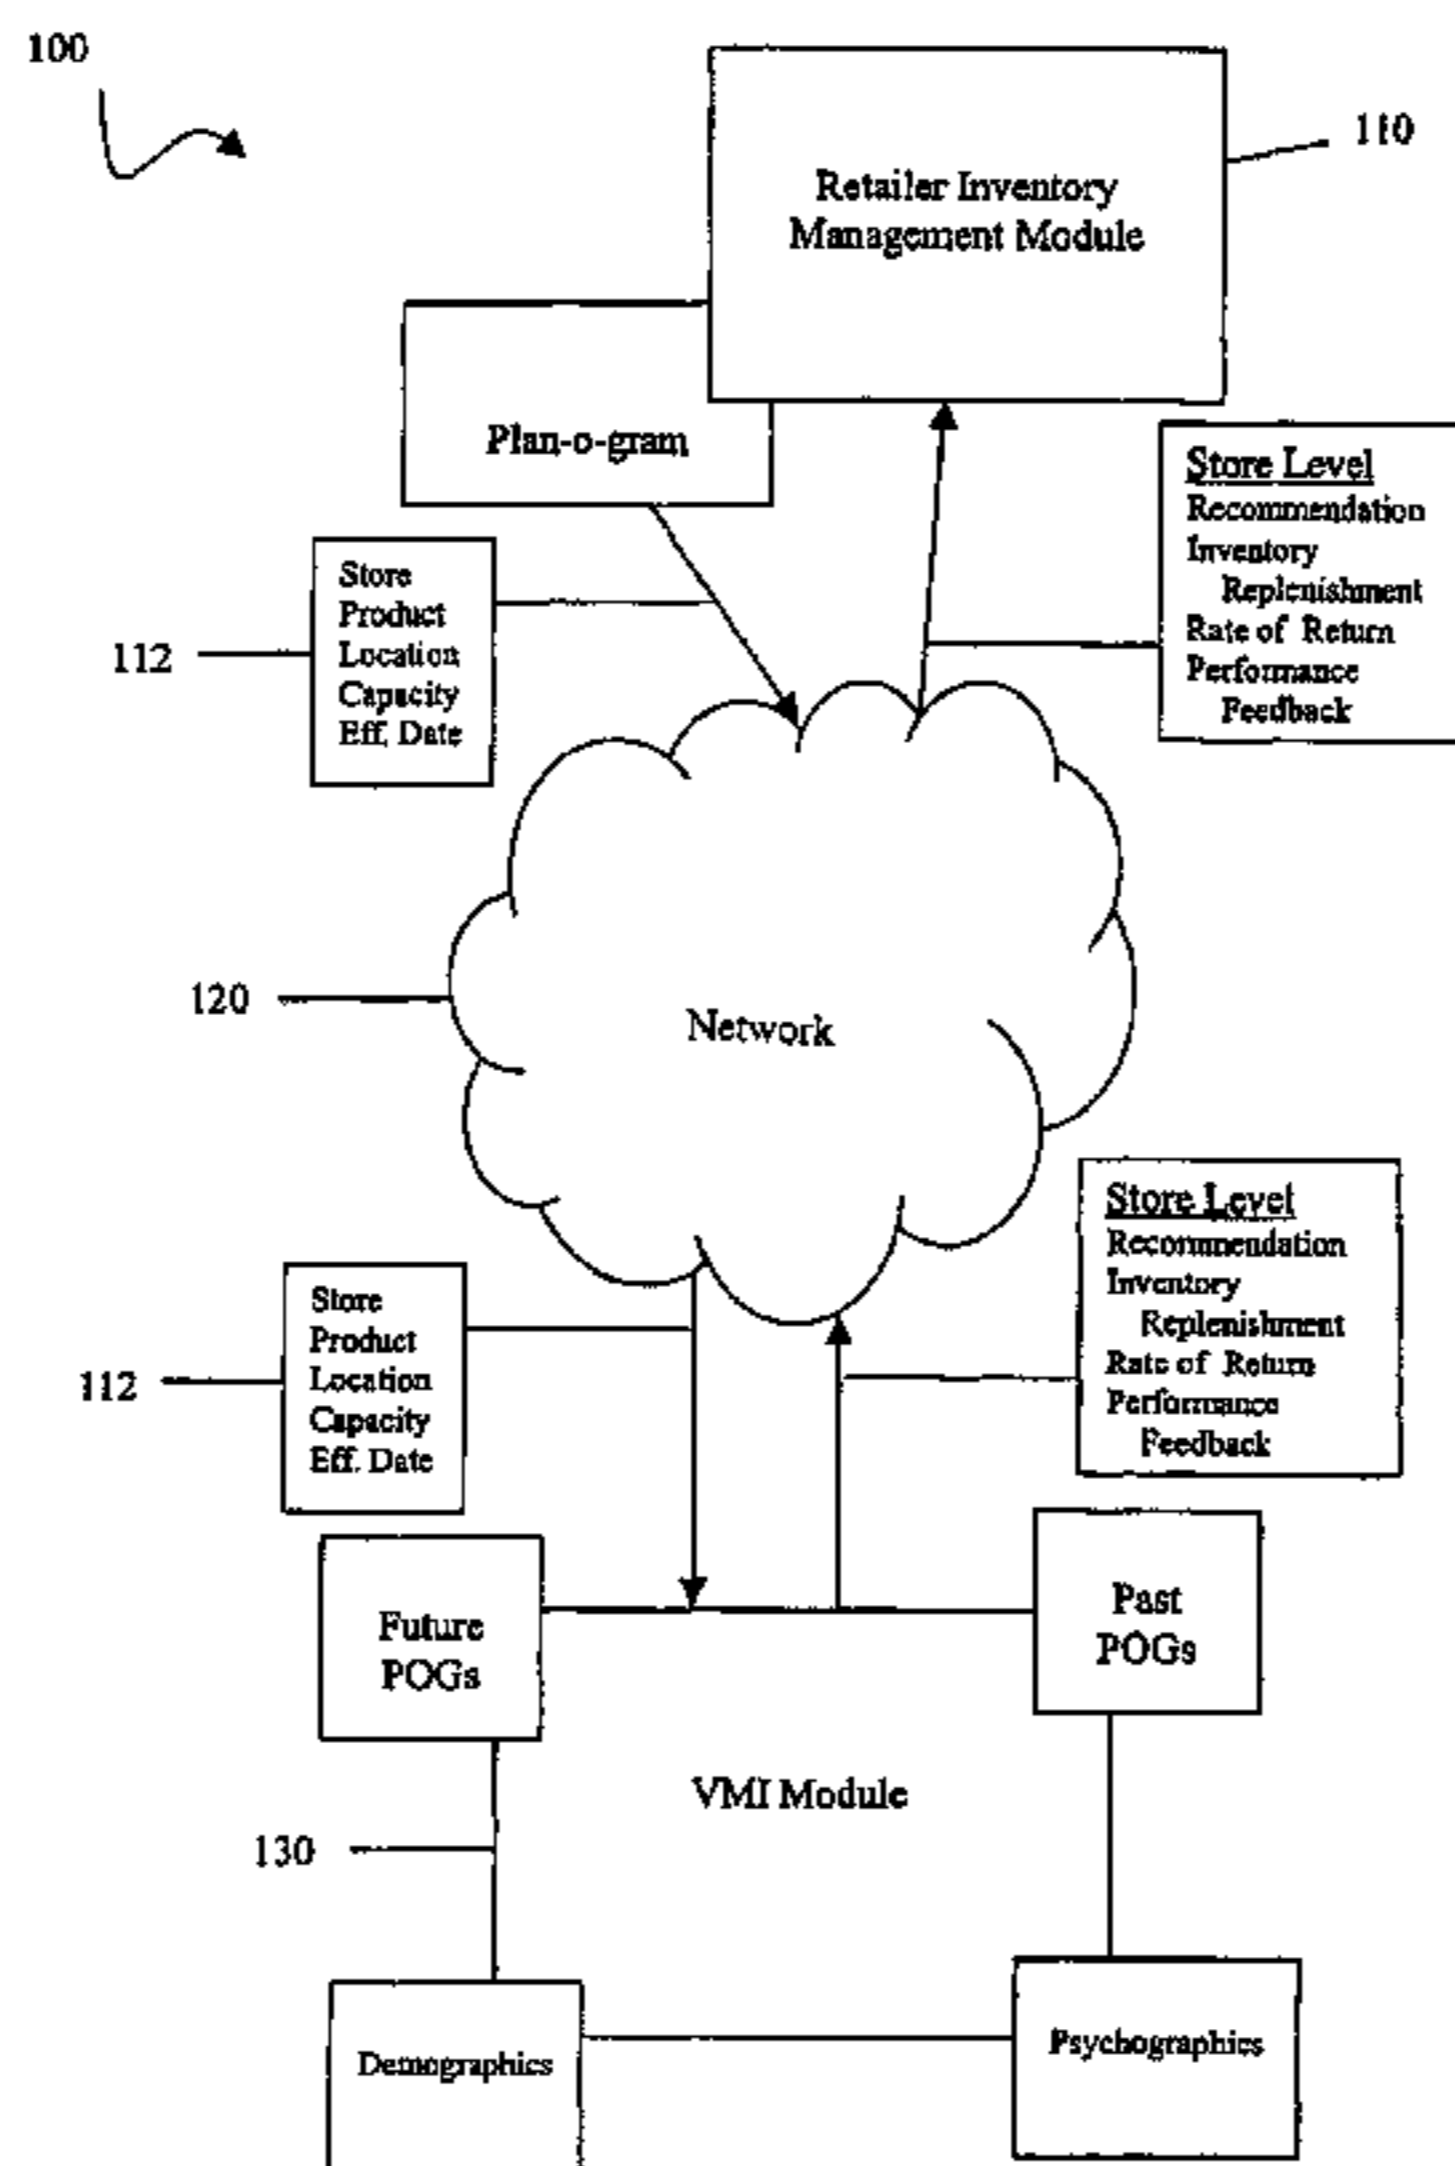 100
110
Retailer Inventory
Management Module
Plan-o-gram
Store Level
Recommendation
Inventory
Replenishment
Rate of Return
Performance
Feedback
112
Store
Product
Location
Capacity
Eff. Date
120
Network
Store Level
Recommendation
Inventory
Replenishment
Rate of Return
Performance
Feedback
112
Store
Product
Location
Capacity
Eff. Date
Future
POGs
Past
POGs
VMI Module
130
Demographics
Psychographics